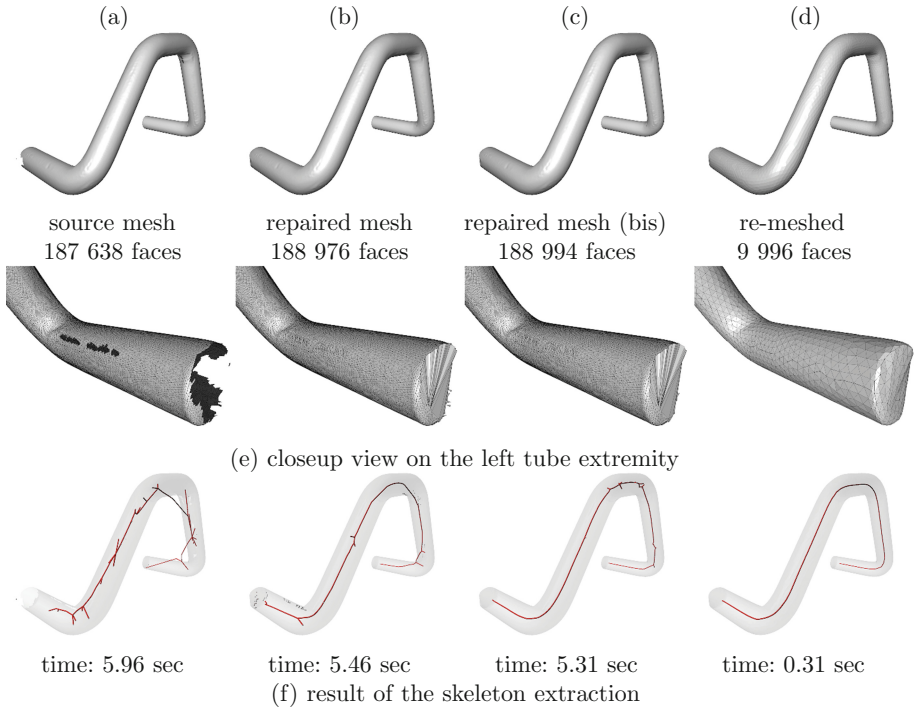 (a) (b) (c) (d)
source mesh repaired mesh repaired mesh (bis) re-meshed
187 638 faces 188 976 faces 188 994 faces 9 996 faces
(e) closeup view on the left tube extremity
time: 5.96 sec time: 5.46 sec time: 5.31 sec time: 0.31 sec
(f) result of the skeleton extraction